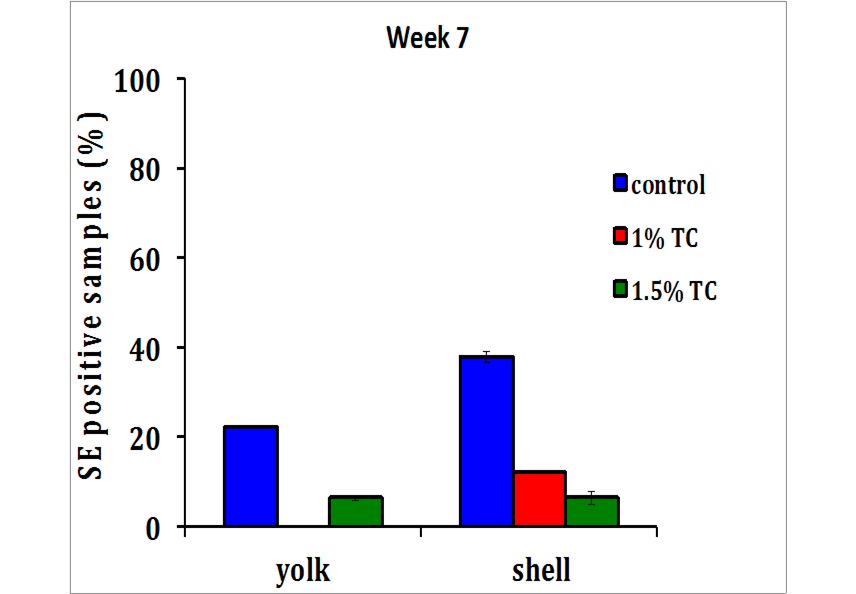 Week 7
SE positive samples (%)
100
80
60
40
20
0
control
1% TC
1.5% TC
yolk
shell